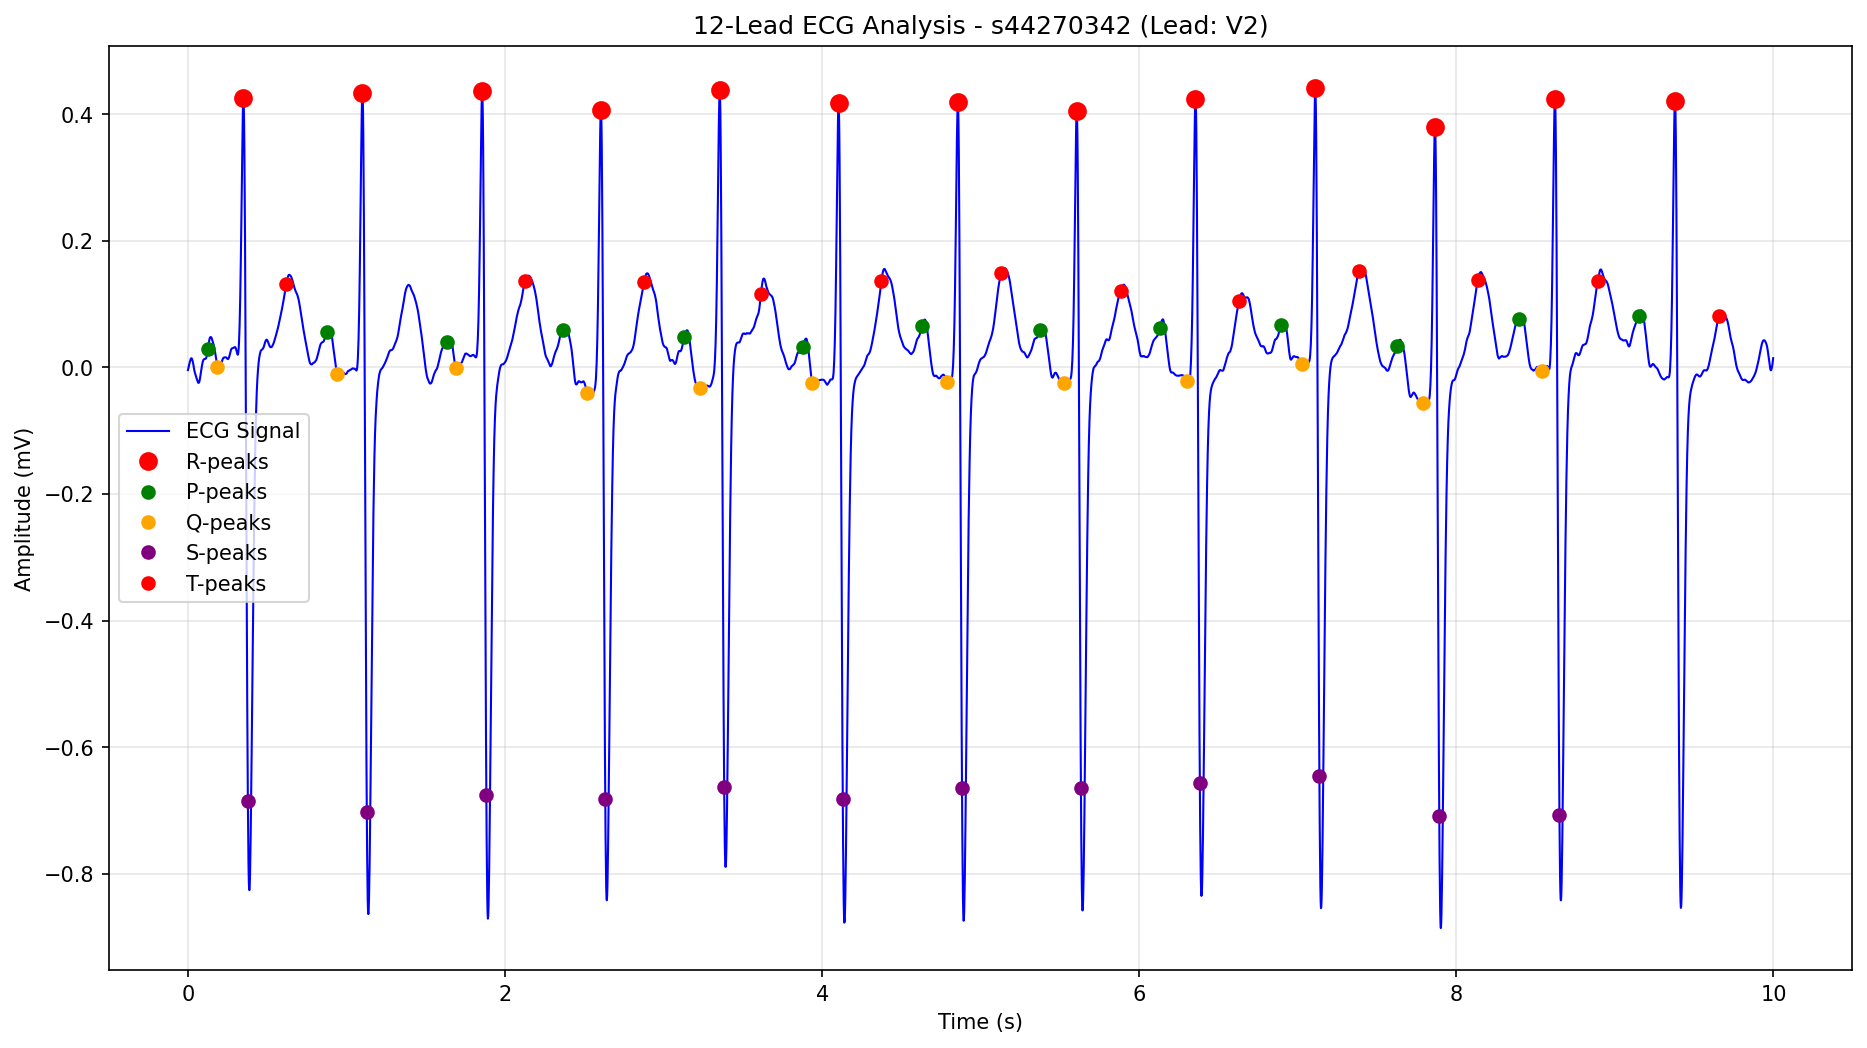 12-Lead ECG Analysis - s44270342 (Lead: V2)
Amplitude (mV)
0.4
0.2
0.0
−0.2
−0.4
−0.6
−0.8
ECG Signal
R-peaks
P-peaks
Q-peaks
S-peaks
T-peaks
0 2 4 6 8 10
Time (s)